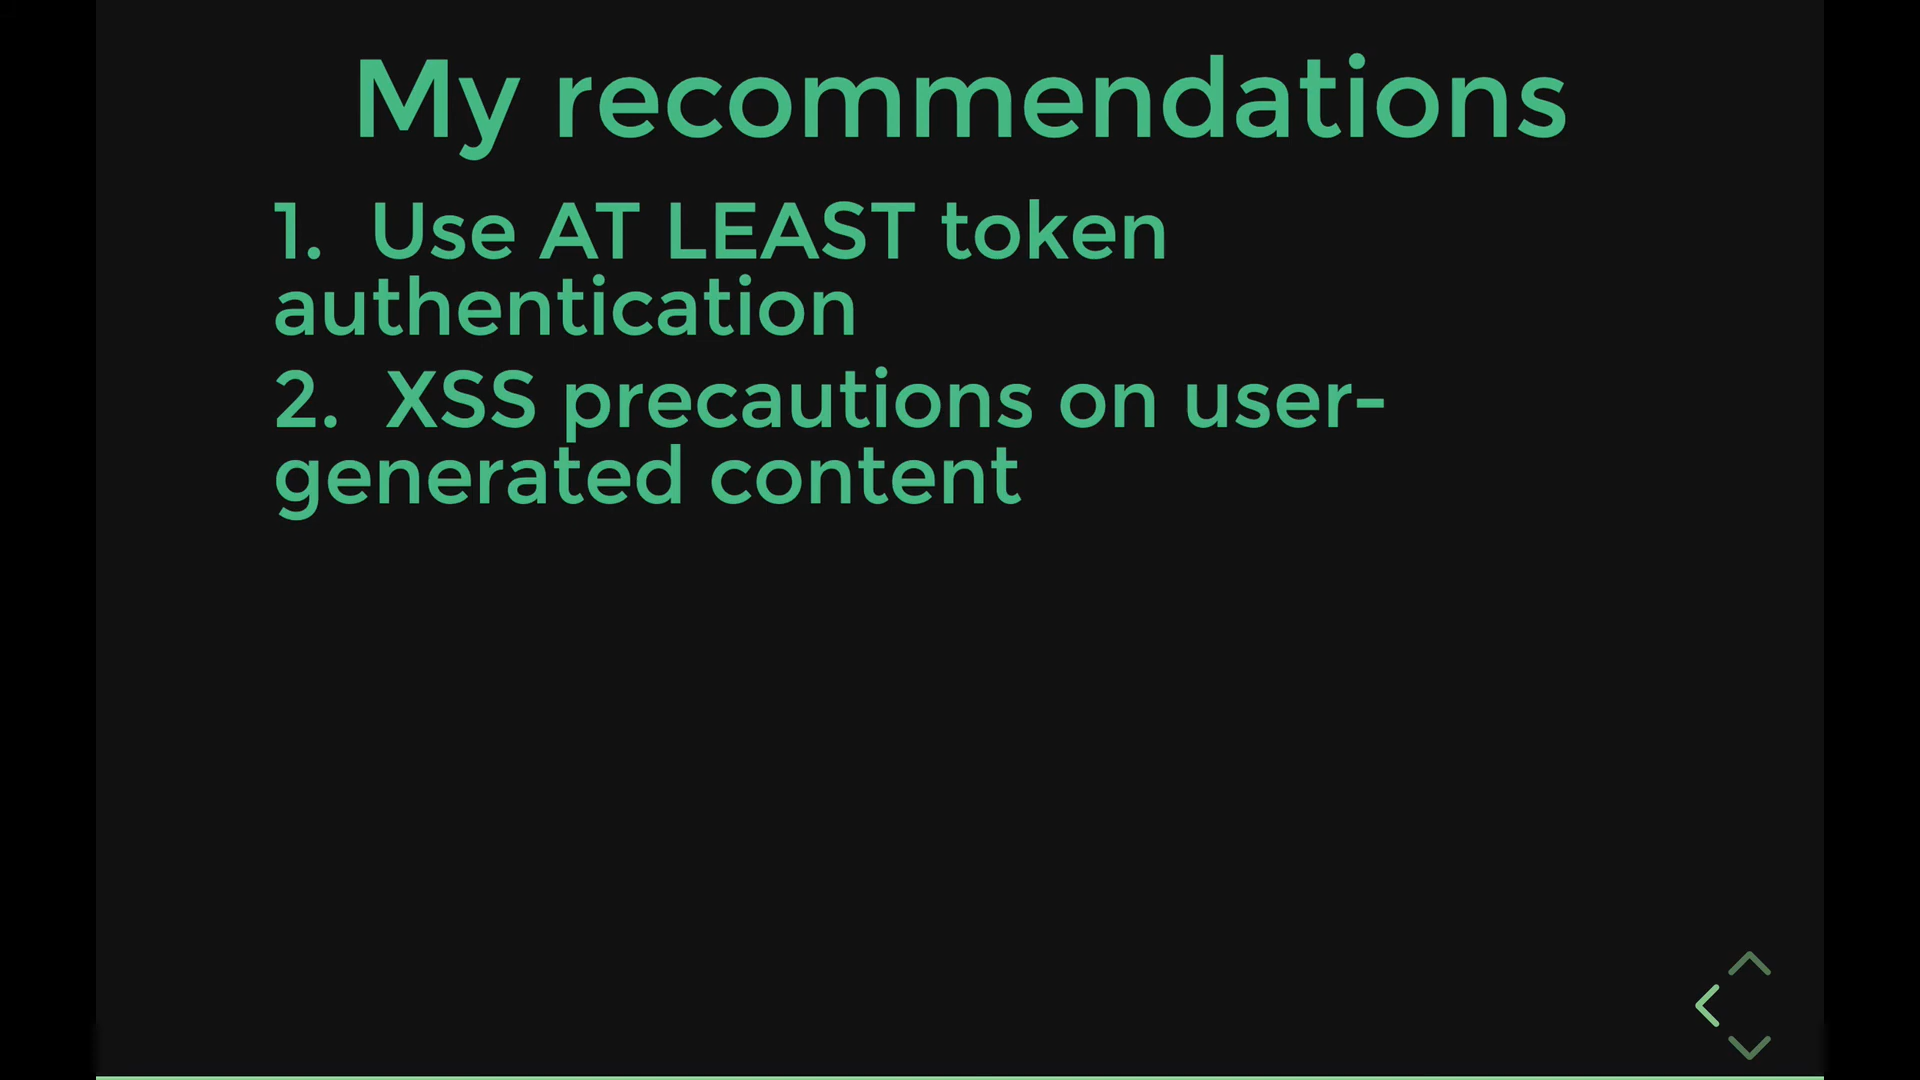 My recommendations
1. Use AT LEAST token
authentication
2. XSS precautions on user-
generated content